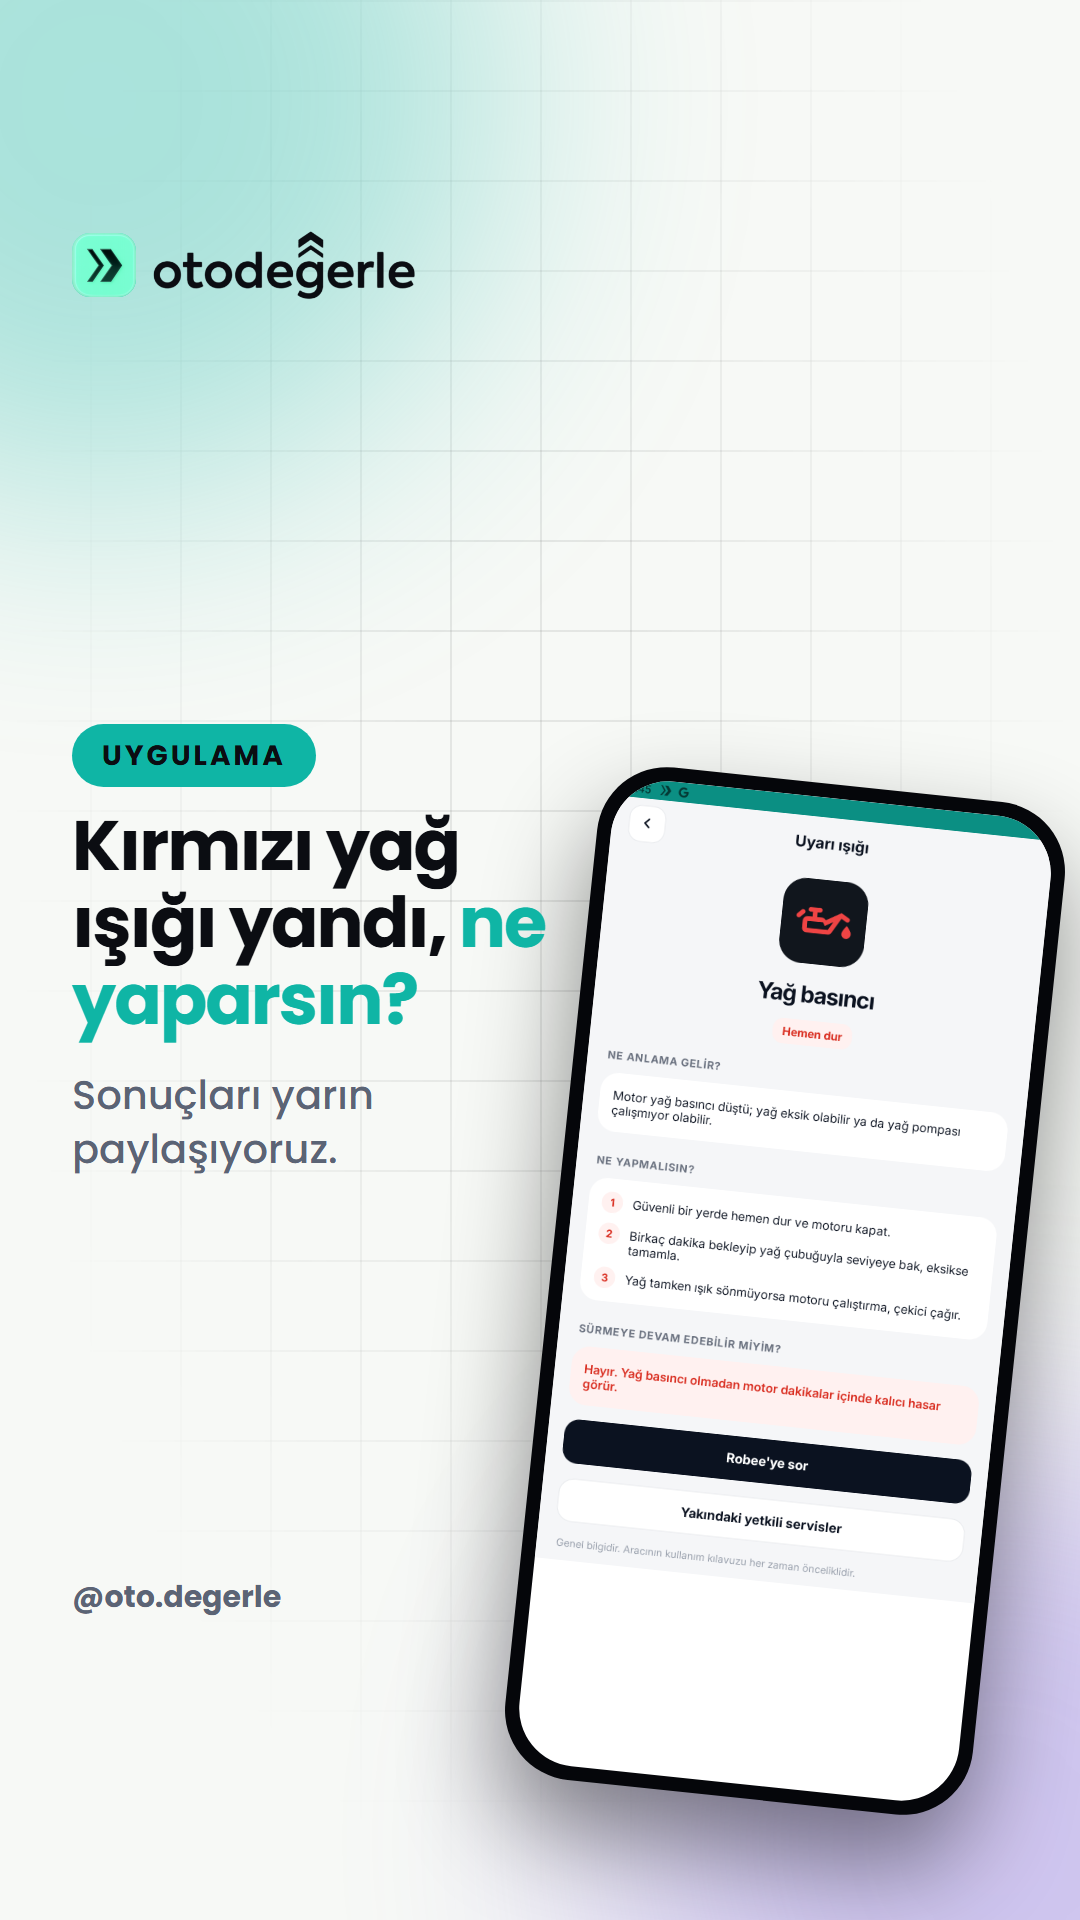 otodeğerle
UYGULAMA
Kırmızı yağ
ışığı yandı, ne
yaparsın?
Sonuçları yarın
paylaşıyoruz.
@oto.degerle
G
Uyarı ışığı
Yağ basıncı
Hemen dur
NE ANLAMA GELİR?
Motor yağ basıncı düştü; yağ eksik olabilir ya da yağ pompası
çalışmıyor olabilir.
NE YAPMALISIN?
1 Güvenli bir yerde hemen dur ve motoru kapat.
2 Birkaç dakika bekleyip yağ çubuğuyla seviyeye bak, eksikse
tamamla.
3 Yağ tamken ışık sönmüyorsa motoru çalıştırma, çekici çağır.
SÜRMEYE DEVAM EDEBİLİR MİYİM?
Hayır. Yağ basıncı olmadan motor dakikalar içinde kalıcı hasar
görür.
Robee'ye sor
Yakındaki yetkili servisler
Genel bilgidir. Aracının kullanım kılavuzu her zaman önceliklidir.